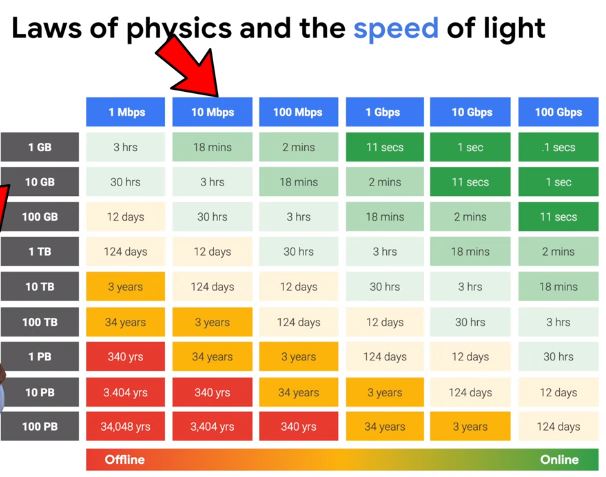 Laws of physics and the speed of light
1 Mbps 10 Mbps 100 Mbps 1 Gbps 10 Gbps 100 Gbps
1 GB 3 hrs 18 mins 2 mins 11 secs 1 sec .1 secs
10 GB 30 hrs 3 hrs 18 mins 2 mins 11 secs 1 sec
100 GB 12 days 30 hrs 3 hrs 18 mins 2 mins 11 secs
1 TB 124 days 12 days 30 hrs 3 hrs 18 mins 2 mins
10 TB 3 years 124 days 12 days 30 hrs 3 hrs 18 mins
100 TB 34 years 3 years 124 days 12 days 30 hrs 3 hrs
1 PB 340 yrs 34 years 3 years 124 days 12 days 30 hrs
10 PB 3.404 yrs 340 yrs 34 years 3 years 124 days 12 days
100 PB 34,048 yrs 3,404 yrs 340 yrs 34 years 3 years 124 days
Offline Online